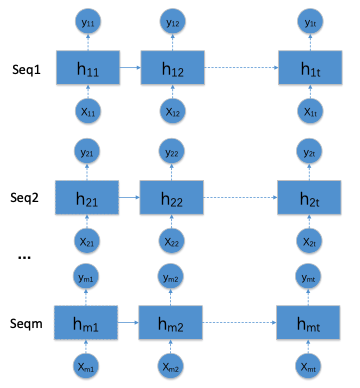 y11 y12 y1t
Seq1 h11 h12 h1t
x11 x12 x1t
y21 y22 y2t
Seq2 h21 h22 h2t
x21 x22 x2t
...
ym1 ym2 ymt
Seqm hm1 hm2 hmt
xm1 xm2 xmt